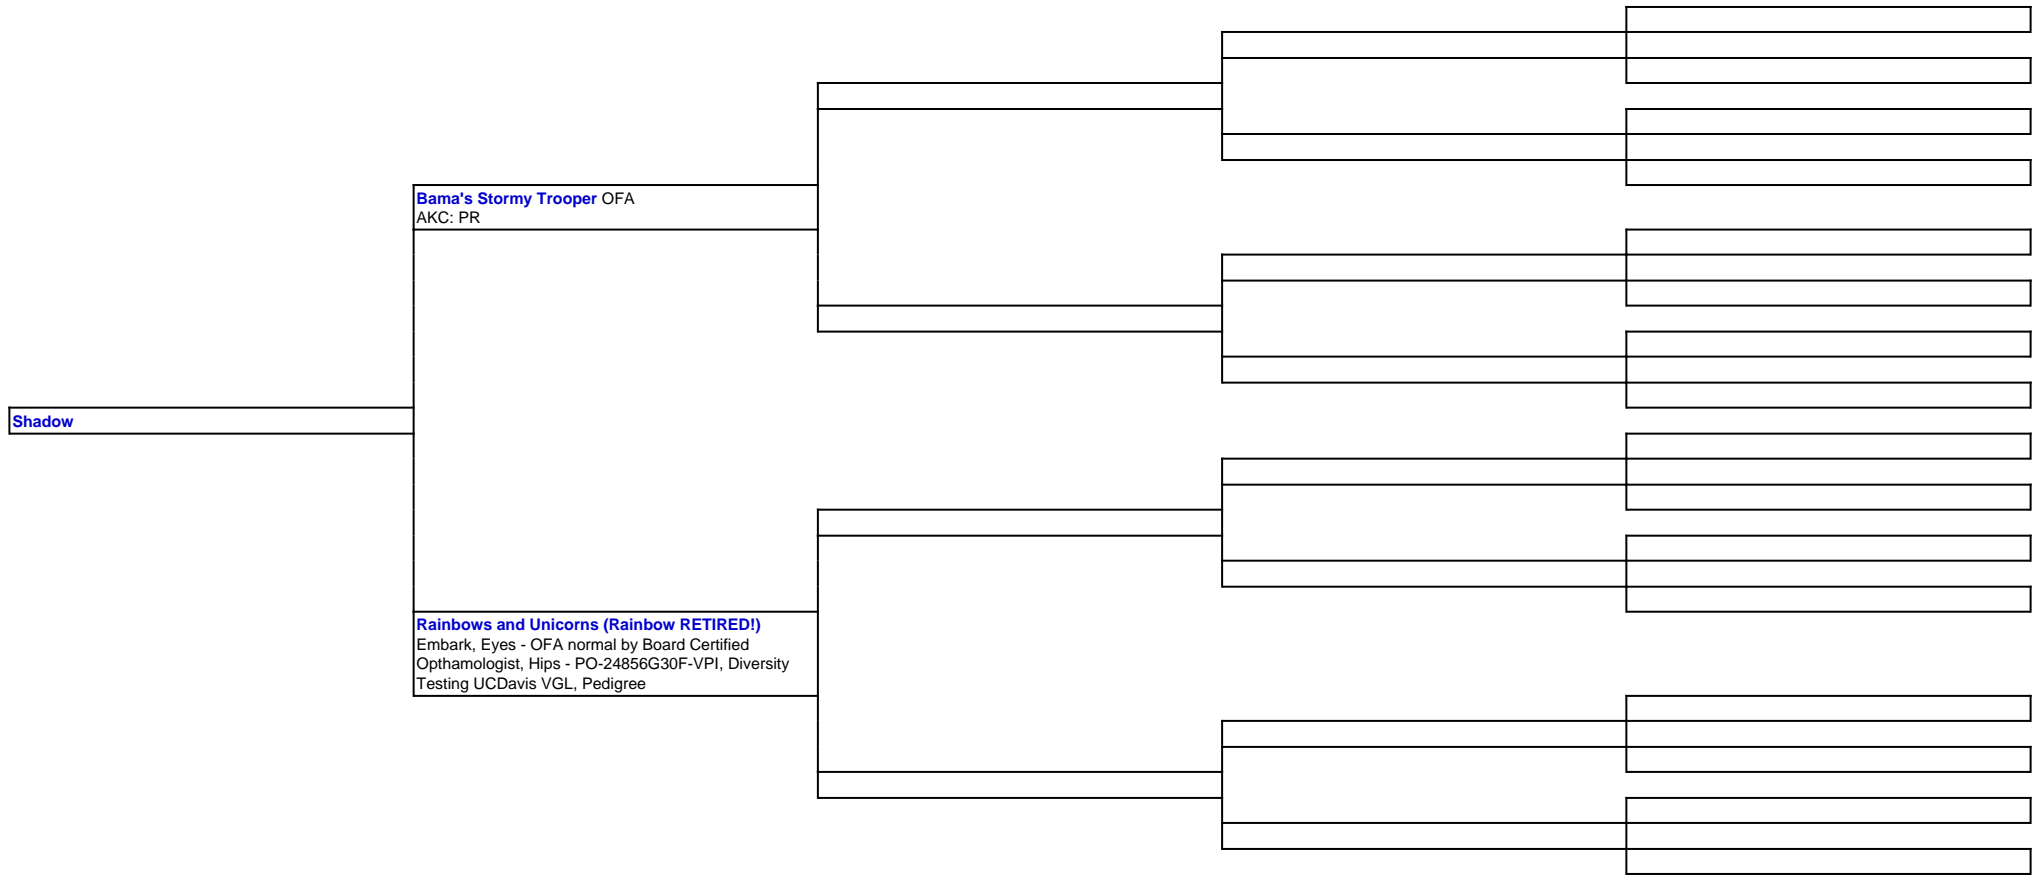 Bama's Stormy Trooper OFA
AKC: PR
Shadow
Rainbows and Unicorns (Rainbow RETIRED!)
Embark, Eyes - OFA normal by Board Certified
Opthamologist, Hips - PO-24856G30F-VPI, Diversity
Testing UCDavis VGL, Pedigree